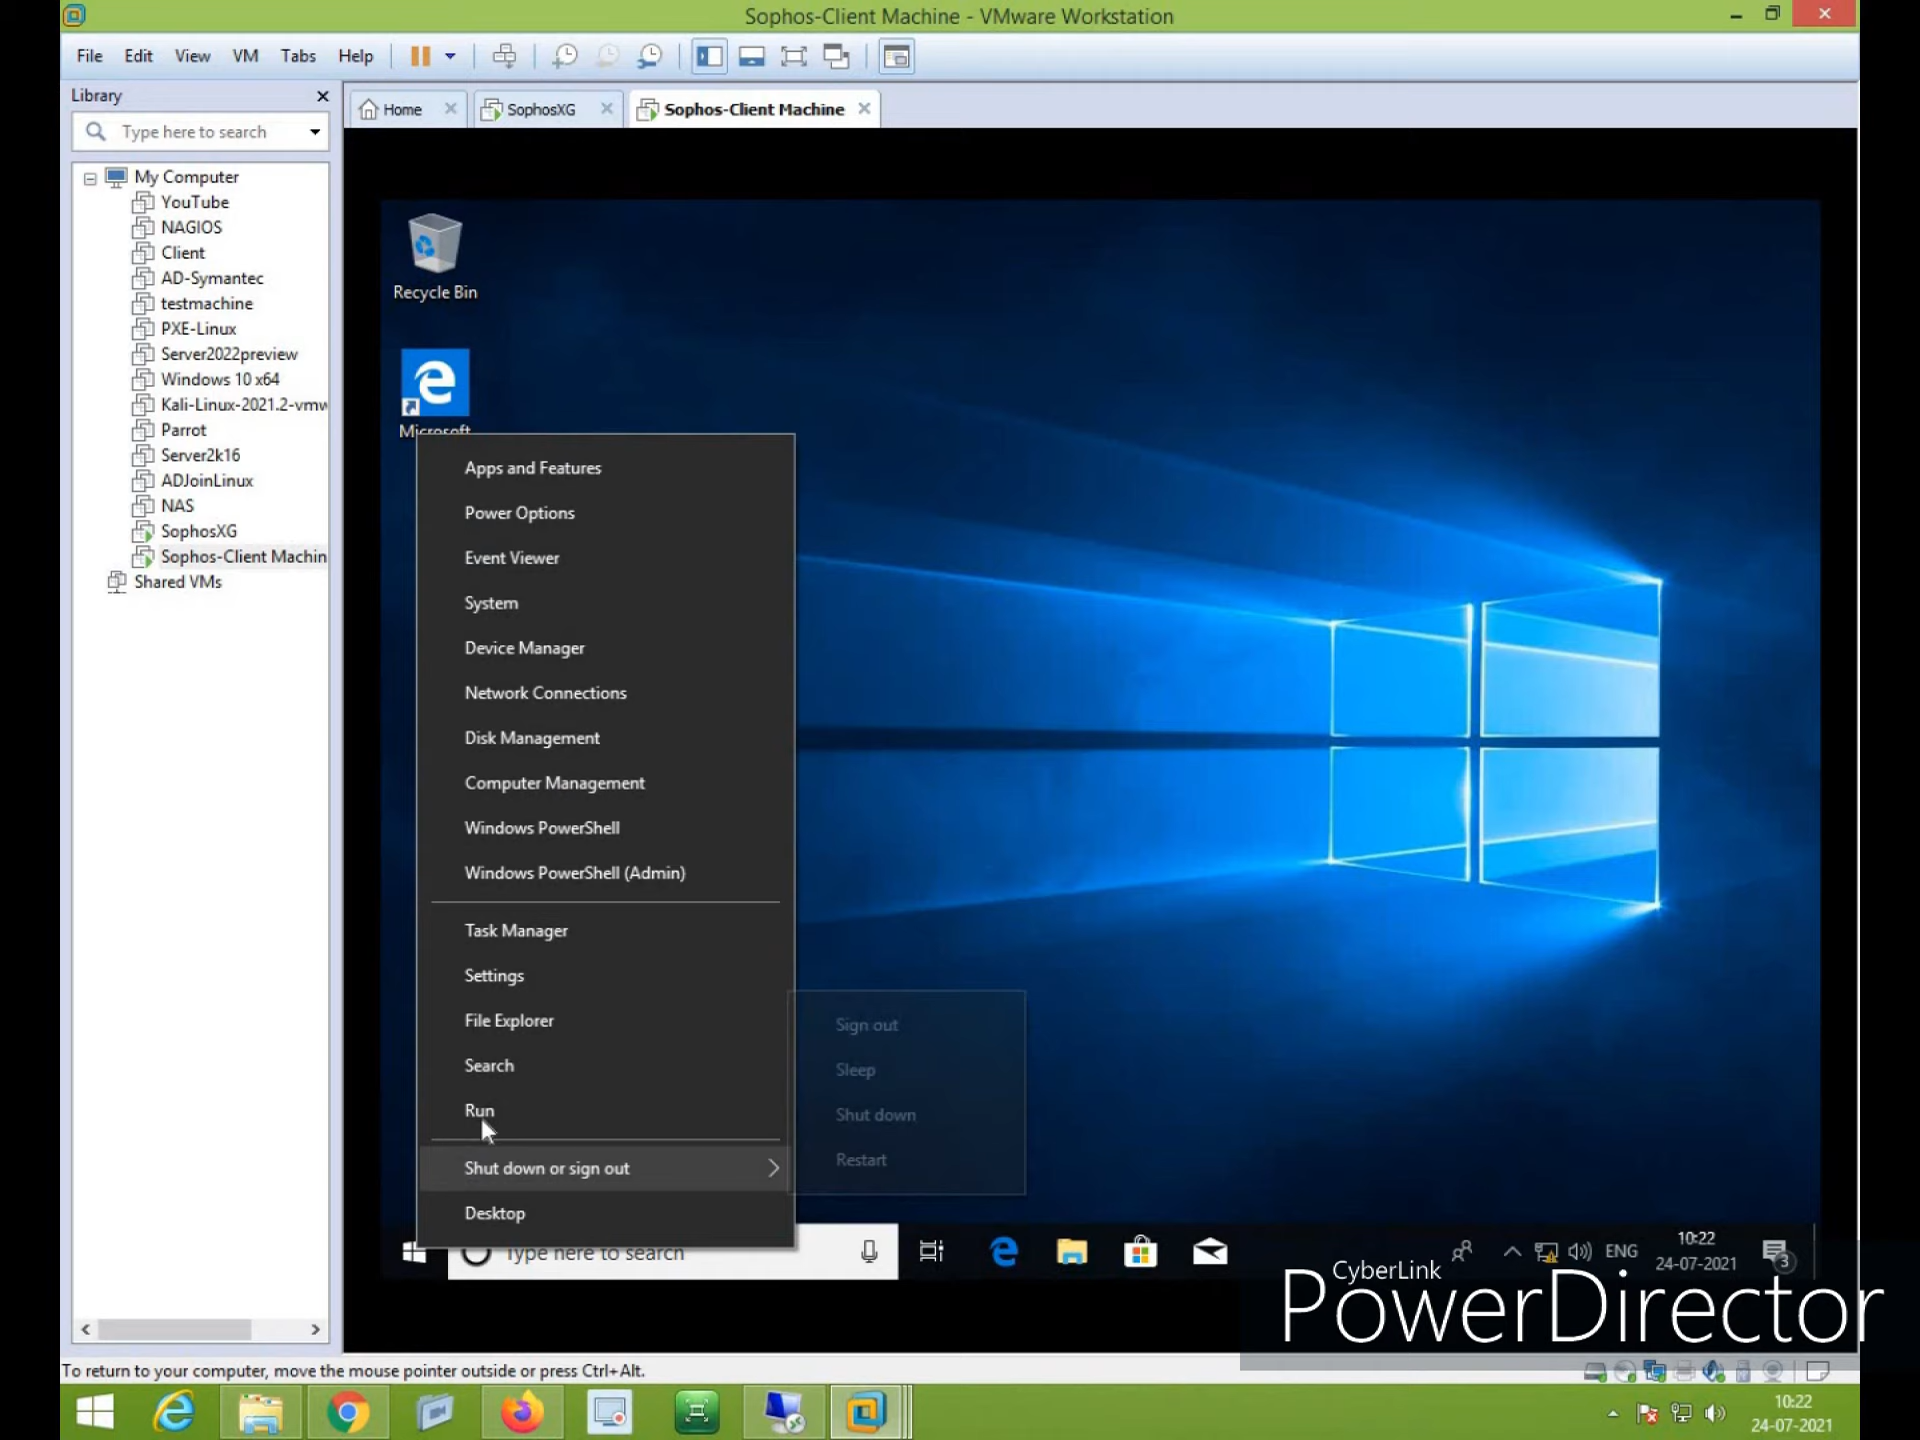 Sophos-Client Machine - VMware Workstation
File Edit View VM Tabs Help
Library
Type here to search
Home
SophosXG
Sophos-Client Machine
My Computer
YouTube
NAGIOS
Client
AD-Symantec
testmachine
PXE-Linux
Server2022preview
Windows 10 x64
Kali-Linux-2021.2-vmw
Parrot
Server2k16
ADJoinLinux
NAS
SophosXG
Sophos-Client Machin
Shared VMs
Recycle Bin
Microsoft
Apps and Features
Power Options
Event Viewer
System
Device Manager
Network Connections
Disk Management
Computer Management
Windows PowerShell
Windows PowerShell (Admin)
Task Manager
Settings
File Explorer
Search
Run
Shut down or sign out
Desktop
Sign out
Sleep
Shut down
Restart
Type here to search
ENG
10:22
24-07-2021
3
CyberLink
PowerDirector
To return to your computer, move the mouse pointer outside or press Ctrl+Alt.
10:22
24-07-2021